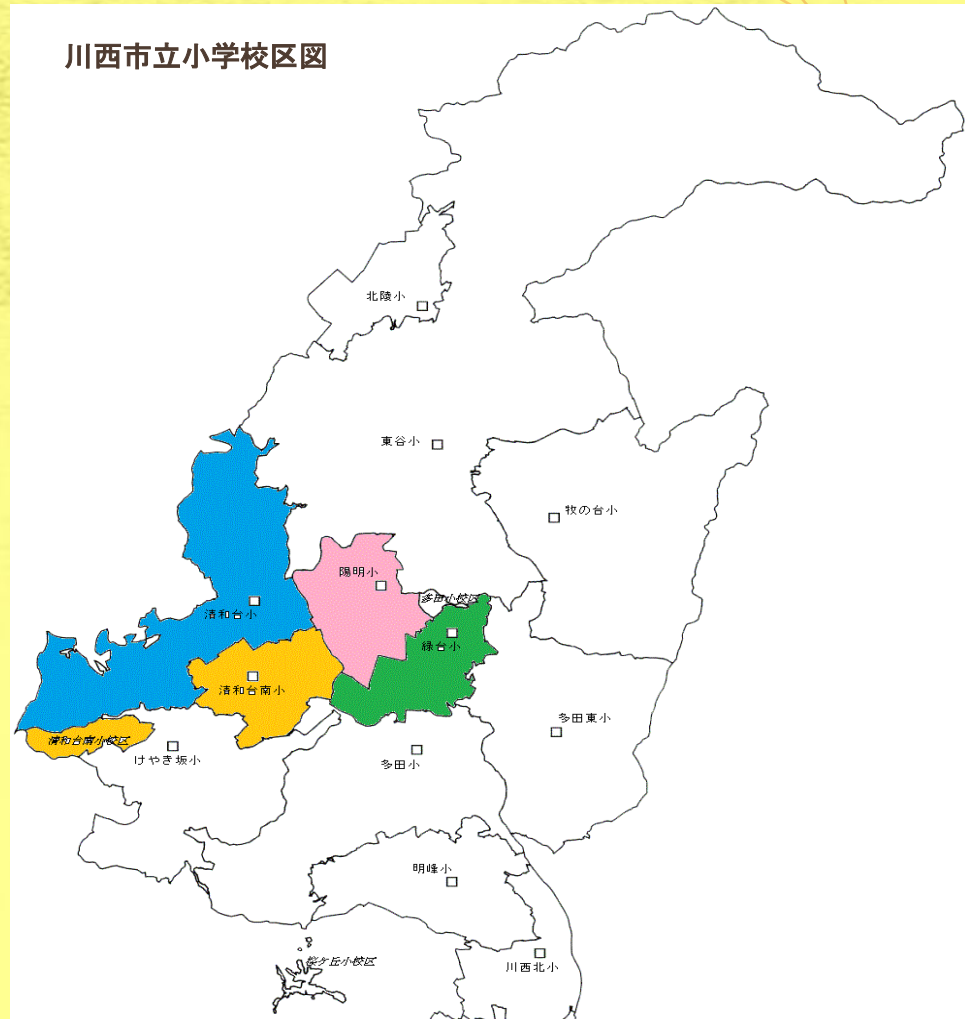 川西市立小学校区図
北陵小
東谷小
牧の台小
陽明小
多田小校区
清和台小
緑台小
清和台南小
多田東小
清和台南小校区
けやき坂小
多田小
明峰小
桜ケ丘小校区
川西北小